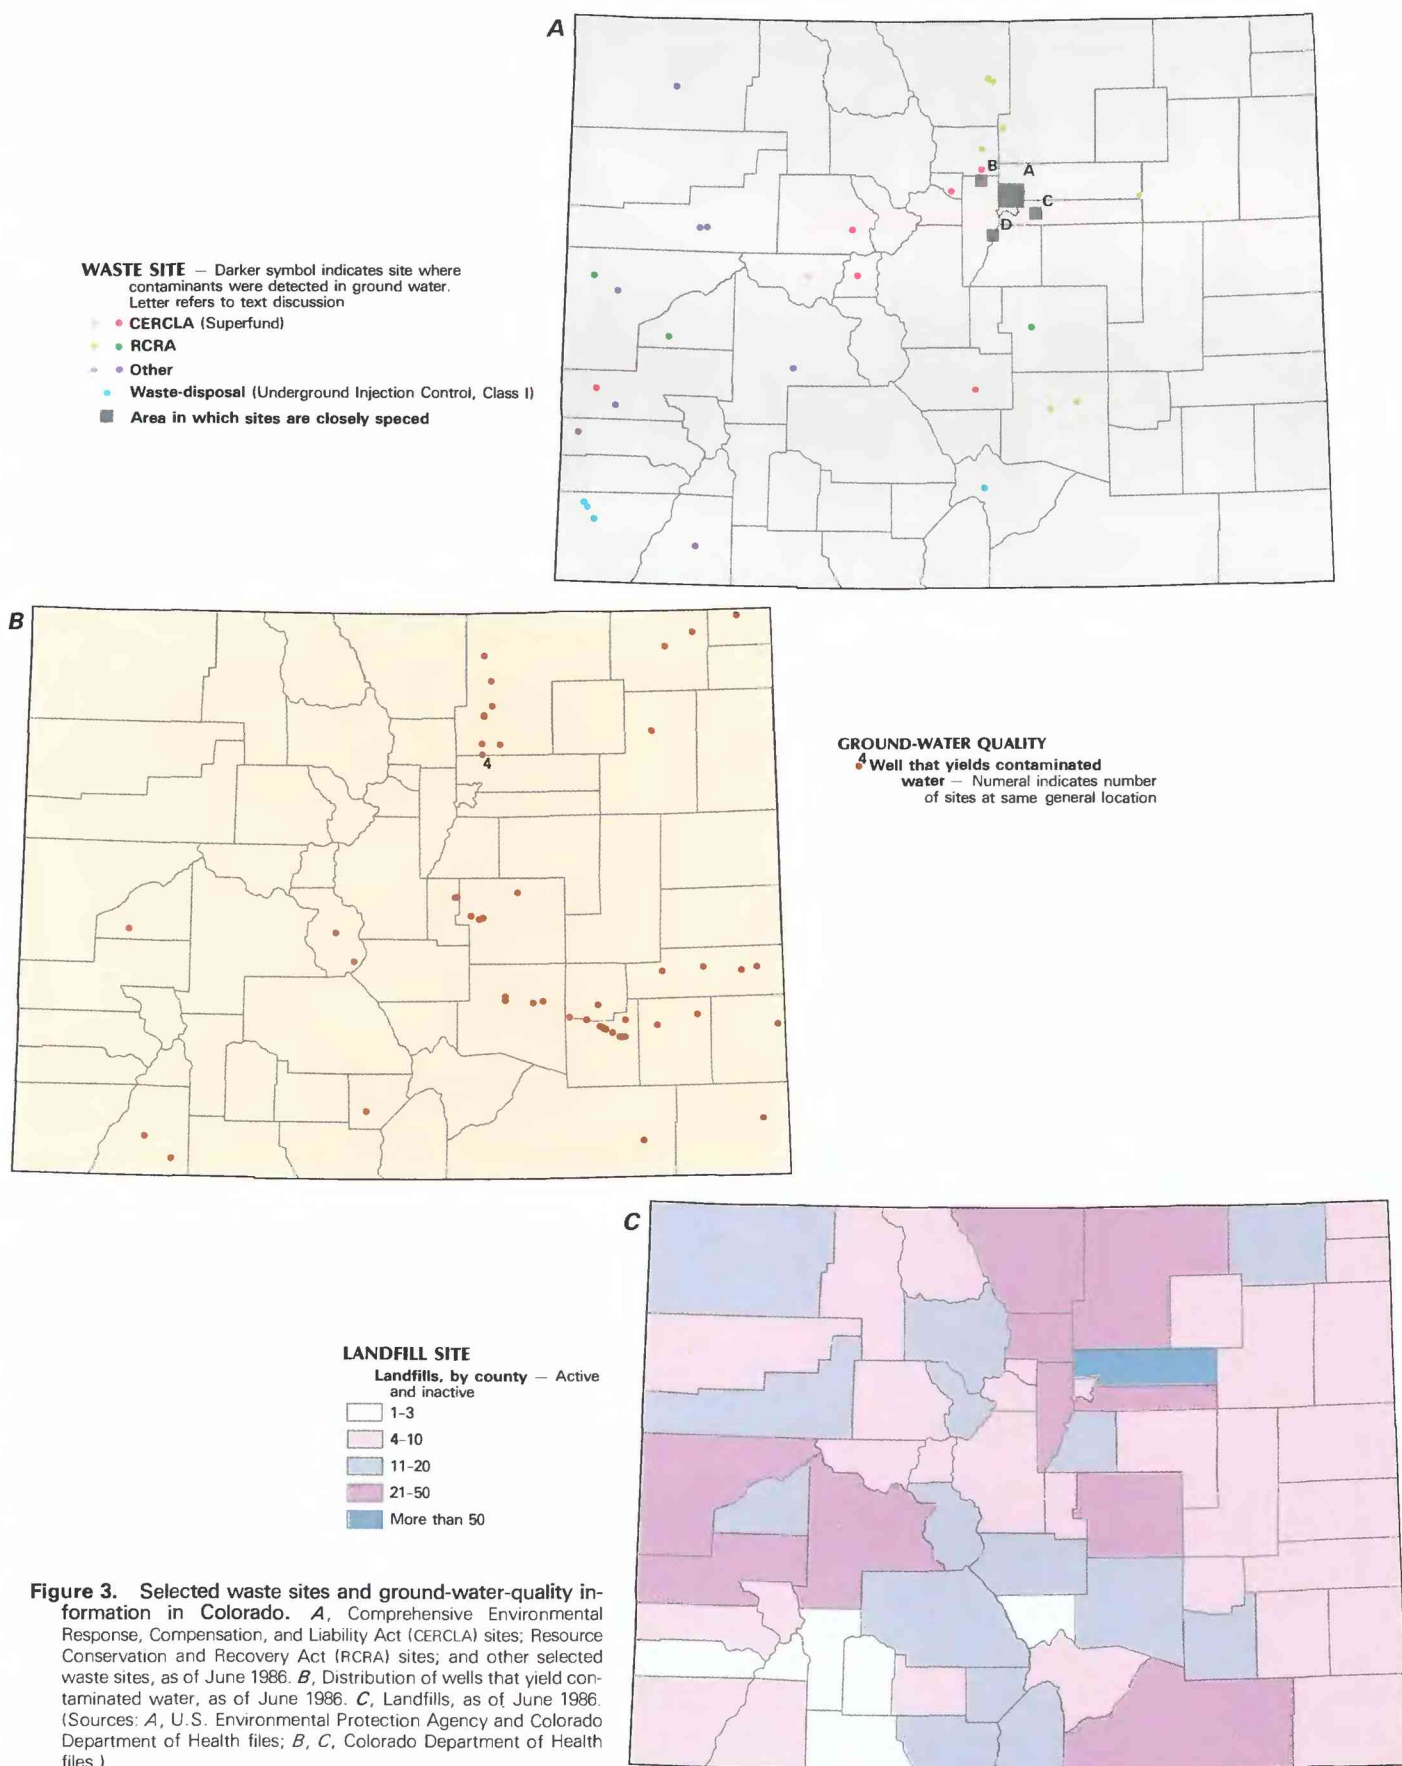 A
B
A
C
D
WASTE SITE — Darker symbol indicates site where
contaminants were detected in ground water.
Letter refers to text discussion
CERCLA (Superfund)
RCRA
Other
Waste-disposal (Underground Injection Control, Class I)
Area in which sites are closely speced
B
4
GROUND-WATER QUALITY
4 Well that yields contaminated
water — Numeral indicates number
of sites at same general location
C
LANDFILL SITE
Landfills, by county — Active
and inactive
1-3
4-10
11-20
21-50
More than 50
Figure 3. Selected waste sites and ground-water-quality in-
formation in Colorado. A, Comprehensive Environmental
Response, Compensation, and Liability Act (CERCLA) sites; Resource
Conservation and Recovery Act (RCRA) sites; and other selected
waste sites, as of June 1986. B, Distribution of wells that yield con-
taminated water, as of June 1986. C, Landfills, as of June 1986.
(Sources: A, U.S. Environmental Protection Agency and Colorado
Department of Health files; B, C, Colorado Department of Health
files.)